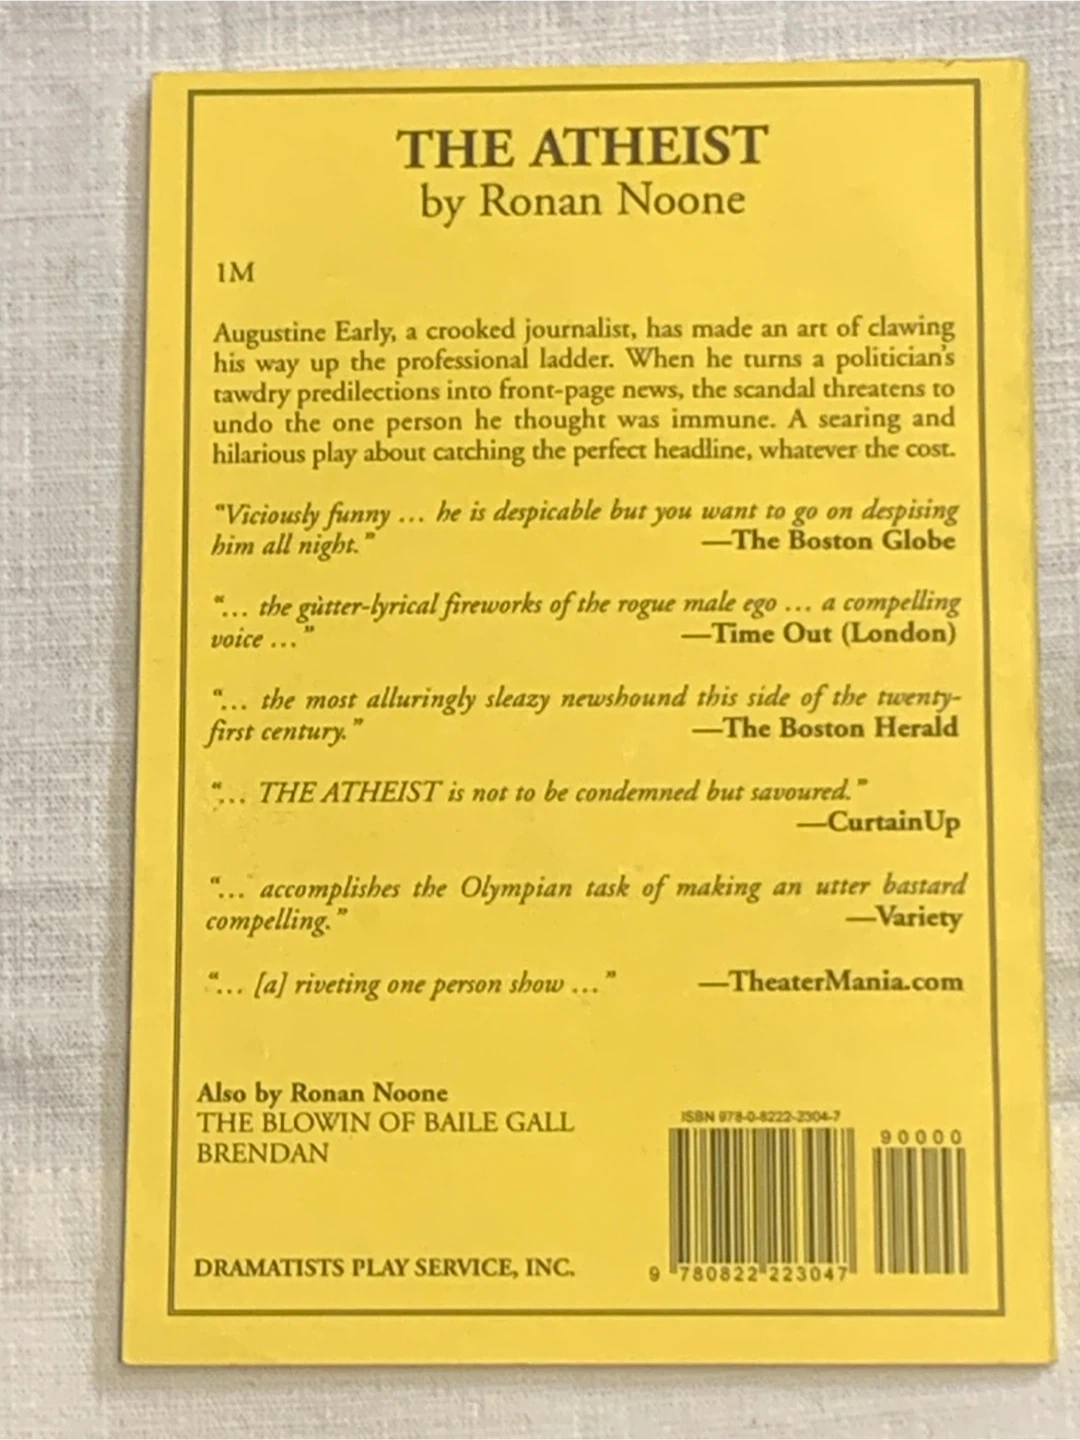 THE ATHEIST
by Ronan Noone
1M
Augustine Early, a crooked journalist, has made an art of clawing
his way up the professional ladder. When he turns a politician's
tawdry predilections into front-page news, the scandal threatens to
undo the one person he thought was immune. A searing and
hilarious play about catching the perfect headline, whatever the cost.
"Viciously funny ... he is despicable but you want to go on despising
him all night." —The Boston Globe
"... the gutter-lyrical fireworks of the rogue male ego ... a compelling
voice ..." —Time Out (London)
"... the most alluringly sleazy newshound this side of the twenty-
first century." —The Boston Herald
"... THE ATHEIST is not to be condemned but savoured."
—CurtainUp
"... accomplishes the Olympian task of making an utter bastard
compelling." —Variety
"... [a] riveting one person show ..." —TheaterMania.com
Also by Ronan Noone
THE BLOWIN OF BAILE GALL
BRENDAN
ISBN 978-0-8222-2304-7
90000
9 780822 223047
DRAMATISTS PLAY SERVICE, INC.